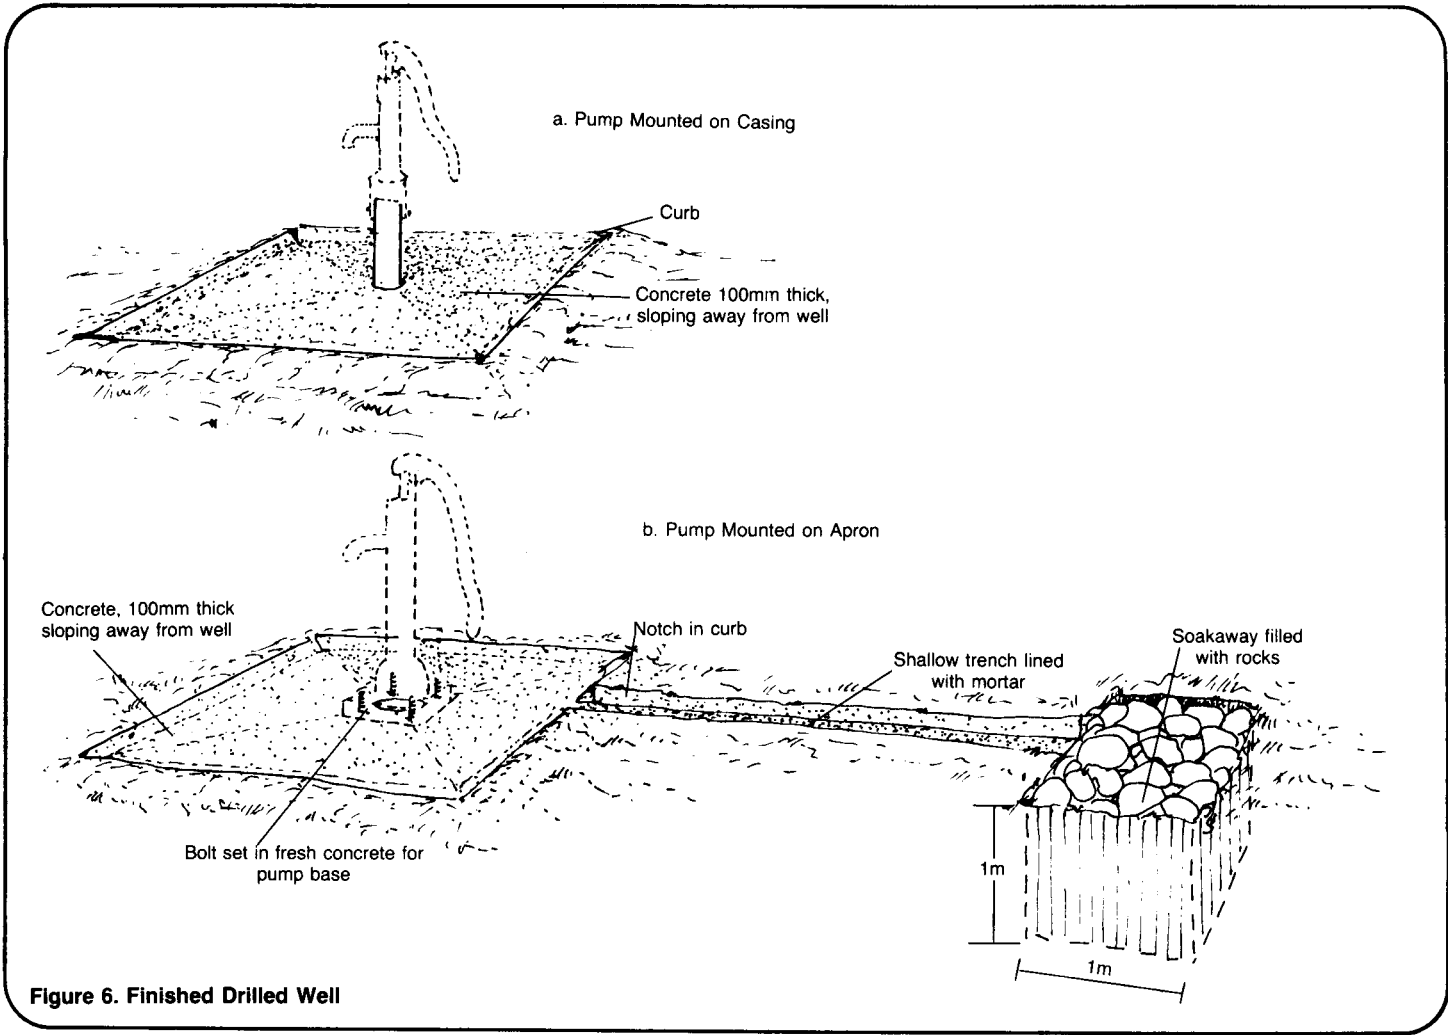 a. Pump Mounted on Casing
Curb
Concrete 100mm thick,
sloping away from well
b. Pump Mounted on Apron
Concrete, 100mm thick
sloping away from well
Notch in curb
Shallow trench lined
with mortar
Soakaway filled
with rocks
Bolt set in fresh concrete for
pump base
1m
1m
Figure 6. Finished Drilled Well